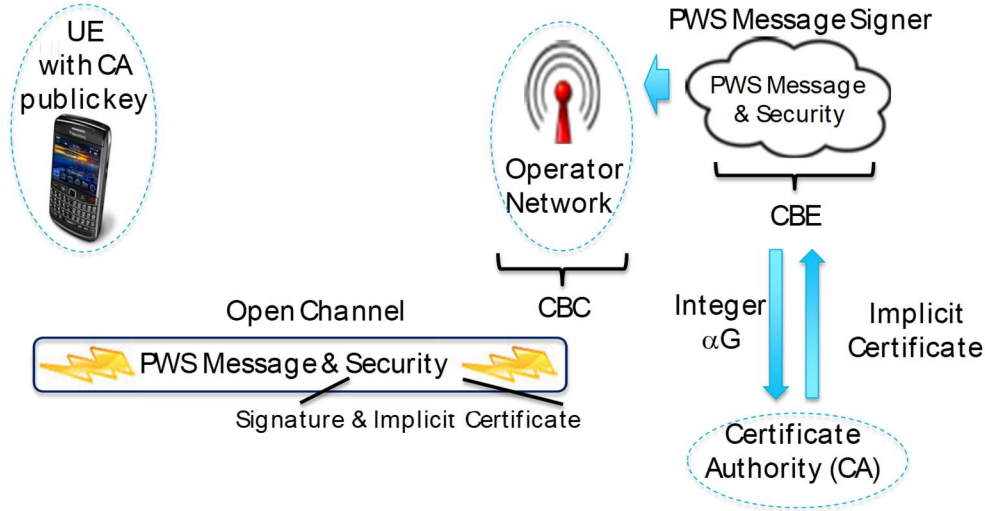 UE
with CA
publickey
PWS Message Signer
PWS Message
& Security
Operator
Network
CBE
CBC
Integer
αG
Implicit
Certificate
Open Channel
PWS Message & Security
Signature & Implicit Certificate
Certificate
Authority (CA)